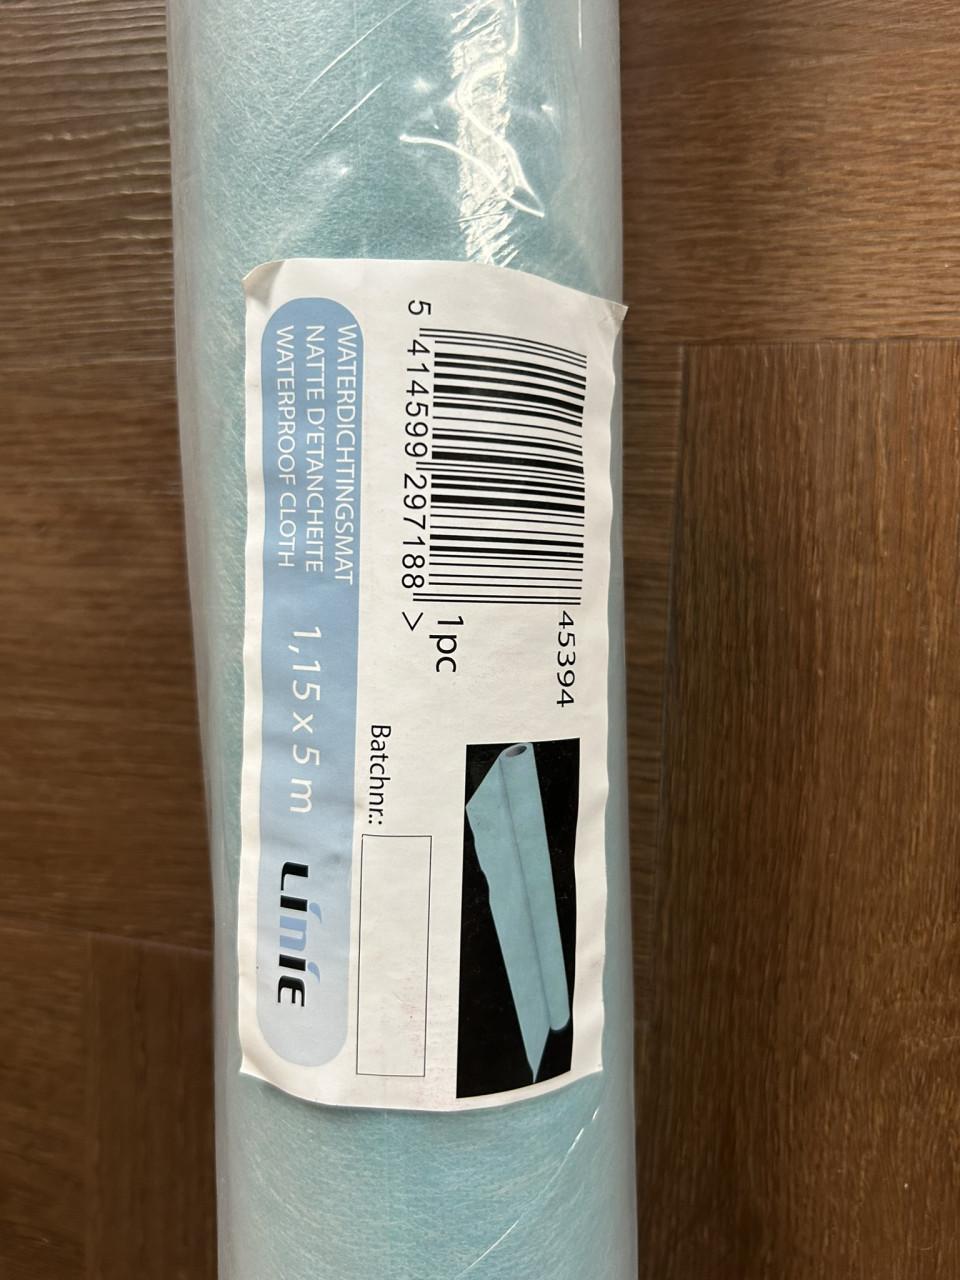 45394
5 414599 297188 >
1pc
Batchnr.:
WATERDICHTINGSMAT
NATTE D'ETANCHEITE
WATERPROOF CLOTH
1,15 x 5 m
LiniE